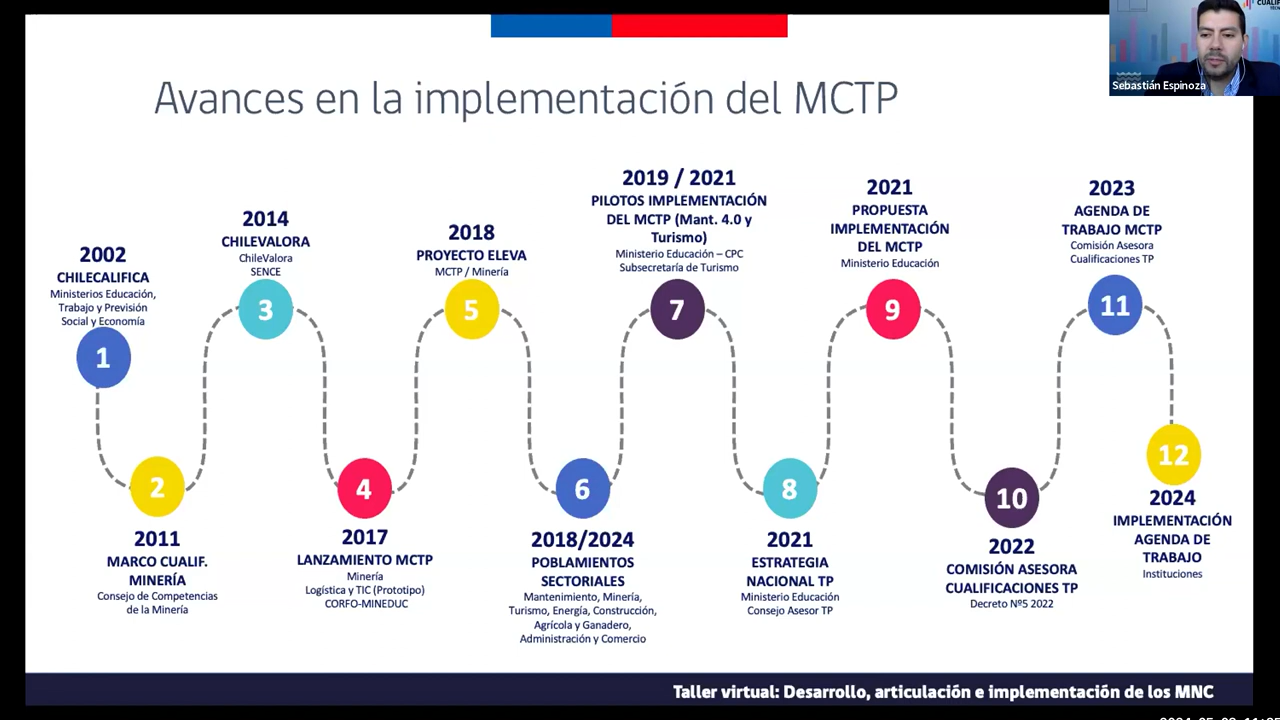 CUALIF
TECN
Sebastián Espinoza
Avances en la implementación del MCTP
2002
CHILECALIFICA
Ministerios Educación,
Trabajo y Previsión
Social y Economía
1
2
2011
MARCO CUALIF.
MINERÍA
Consejo de Competencias
de la Minería
2014
CHILEVALORA
ChileValora
SENCE
3
4
2017
LANZAMIENTO MCTP
Minería
Logística y TIC (Prototipo)
CORFO-MINEDUC
2018
PROYECTO ELEVA
MCTP / Minería
5
6
2018/2024
POBLAMIENTOS
SECTORIALES
Mantenimiento, Minería,
Turismo, Energía, Construcción,
Agrícola y Ganadero,
Administración y Comercio
2019 / 2021
PILOTOS IMPLEMENTACIÓN
DEL MCTP (Mant. 4.0 y
Turismo)
Ministerio Educación – CPC
Subsecretaría de Turismo
7
8
2021
ESTRATEGIA
NACIONAL TP
Ministerio Educación
Consejo Asesor TP
2021
PROPUESTA
IMPLEMENTACIÓN
DEL MCTP
Ministerio Educación
9
10
2022
COMISIÓN ASESORA
CUALIFICACIONES TP
Decreto Nº5 2022
2023
AGENDA DE
TRABAJO MCTP
Comisión Asesora
Cualificaciones TP
11
12
2024
IMPLEMENTACIÓN
AGENDA DE
TRABAJO
Instituciones
Taller virtual: Desarrollo, articulación e implementación de los MNC